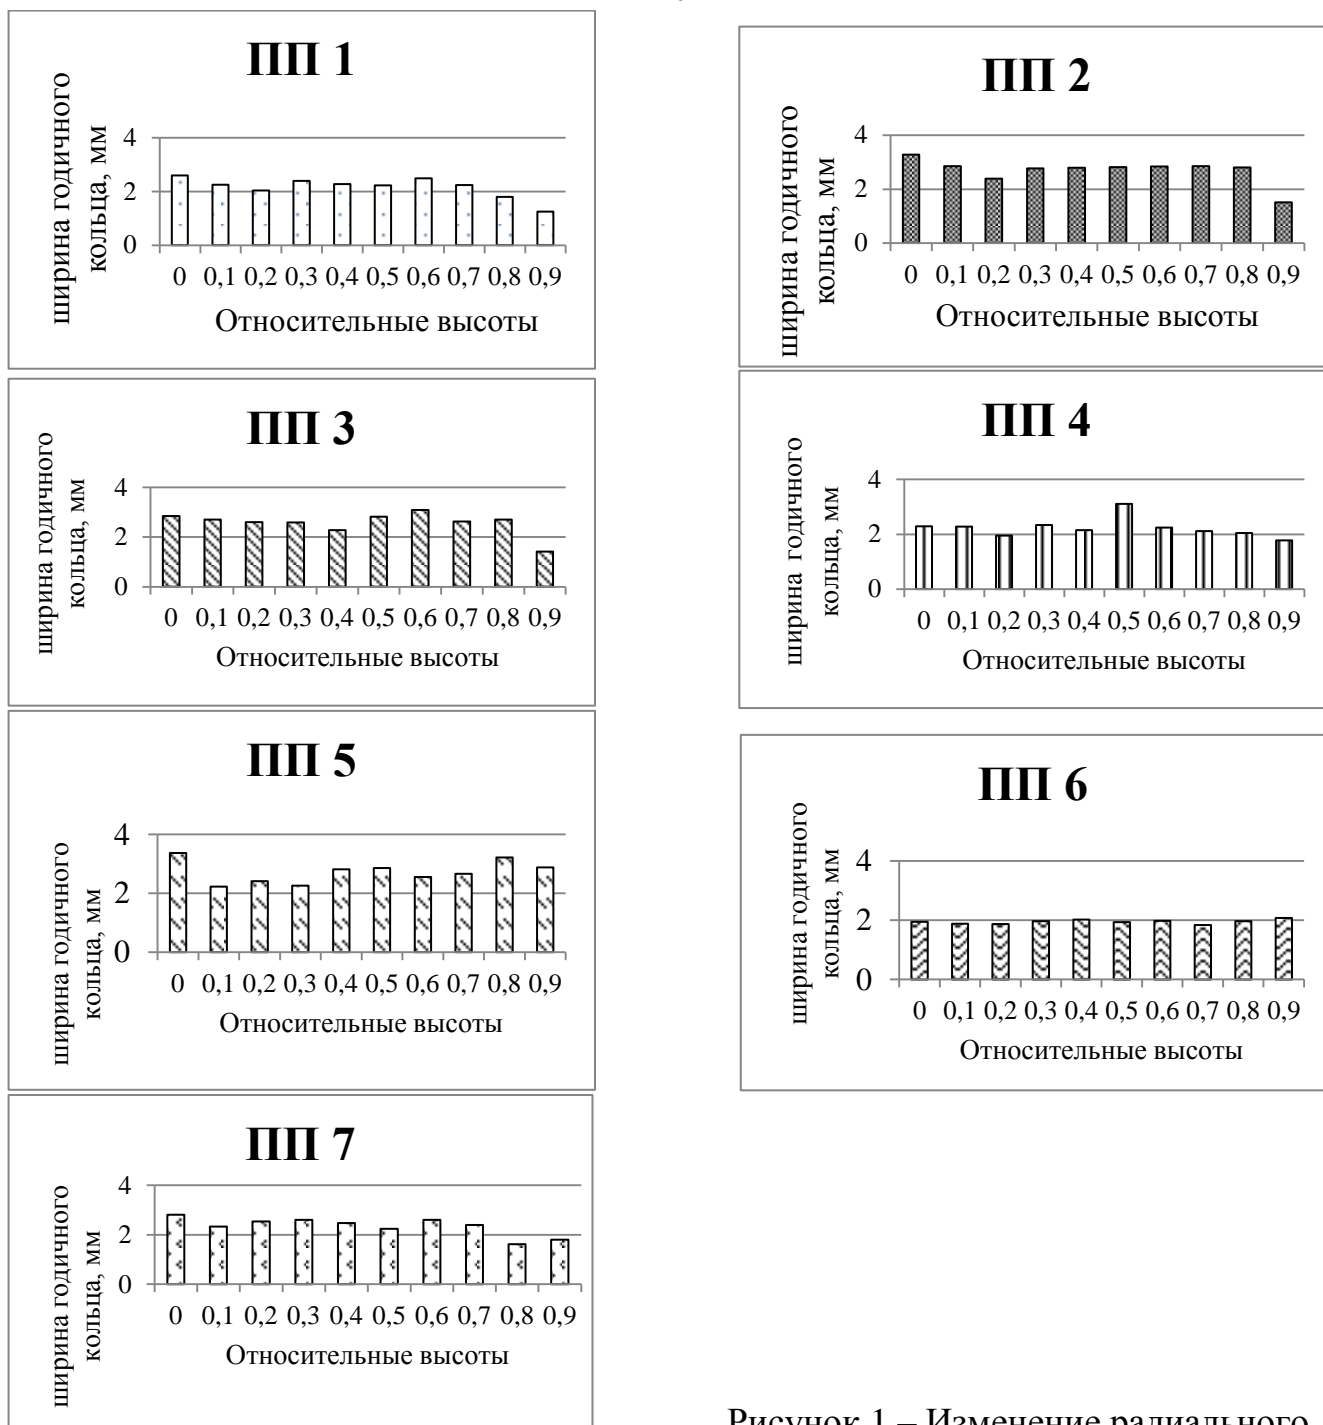 ПП 1
ширина годичного
кольца, мм
4
2
0
0 0,1 0,2 0,3 0,4 0,5 0,6 0,7 0,8 0,9
Относительные высоты
ПП 2
ширина годичного
кольца, мм
4
2
0
0 0,1 0,2 0,3 0,4 0,5 0,6 0,7 0,8 0,9
Относительные высоты
ПП 3
ширина годичного
кольца, мм
4
2
0
0 0,1 0,2 0,3 0,4 0,5 0,6 0,7 0,8 0,9
Относительные высоты
ПП 4
ширина годичного
кольца, мм
4
2
0
0 0,1 0,2 0,3 0,4 0,5 0,6 0,7 0,8 0,9
Относительные высоты
ПП 5
ширина годичного
кольца, мм
4
2
0
0 0,1 0,2 0,3 0,4 0,5 0,6 0,7 0,8 0,9
Относительные высоты
ПП 6
ширина годичного
кольца, мм
4
2
0
0 0,1 0,2 0,3 0,4 0,5 0,6 0,7 0,8 0,9
Относительные высоты
ПП 7
ширина годичного
кольца, мм
4
2
0
0 0,1 0,2 0,3 0,4 0,5 0,6 0,7 0,8 0,9
Относительные высоты
Рисунок 1 – Изменение радиального